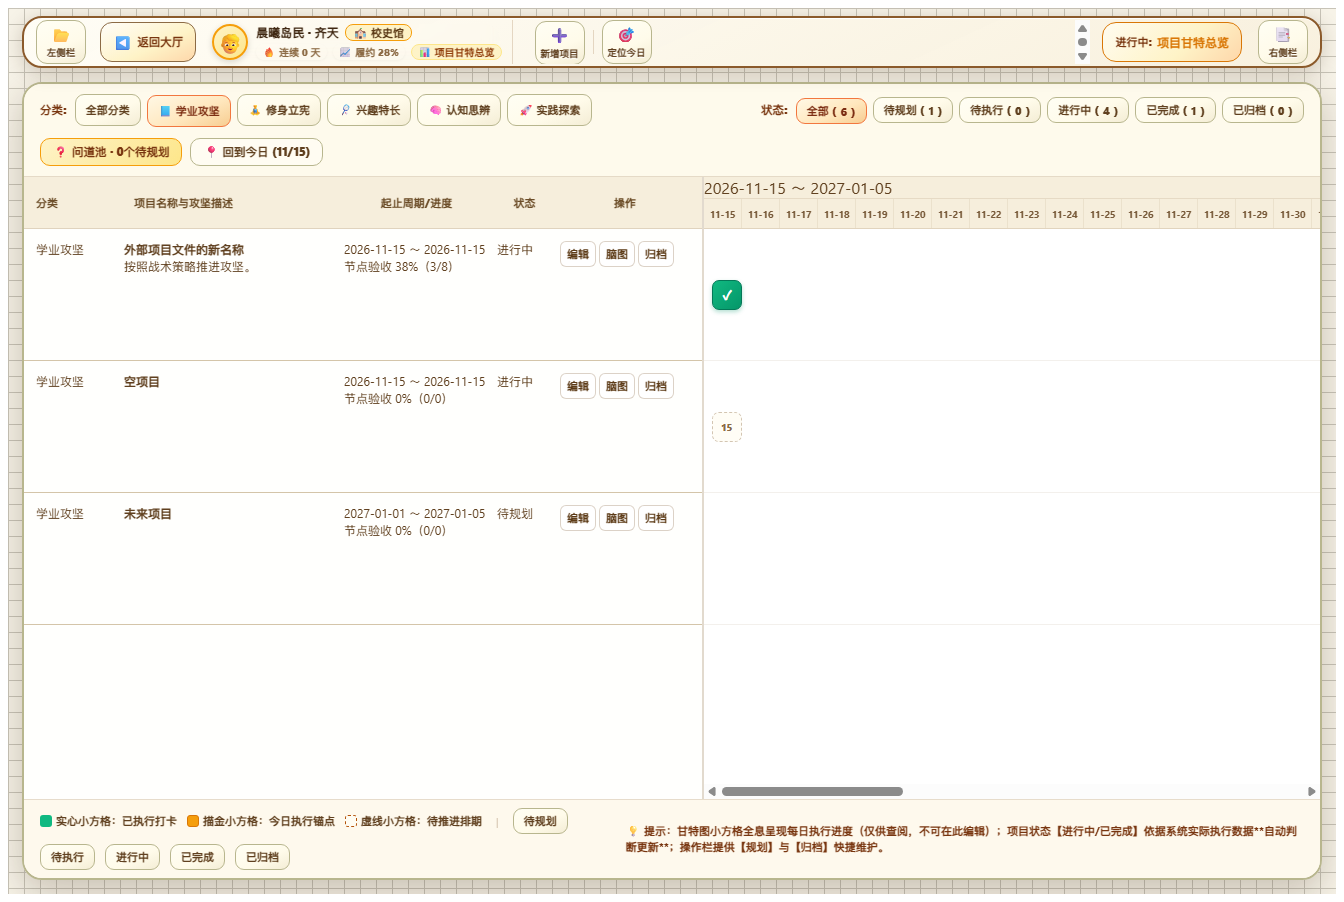 左侧栏
返回大厅
晨曦岛民 · 齐天 校史馆
连续 0 天 履约 28% 项目甘特总览
新增项目
定位今日
进行中: 项目甘特总览
右侧栏
分类: 全部分类 学业攻坚 修身立宪 兴趣特长 认知思辨 实践探索
状态: 全部 ( 6 ) 待规划 ( 1 ) 待执行 ( 0 ) 进行中 ( 4 ) 已完成 ( 1 ) 已归档 ( 0 )
问道池 · 0个待规划 回到今日 (11/15)
分类 项目名称与攻坚描述 起止周期/进度 状态 操作
2026-11-15 ～ 2027-01-05
11-15 11-16 11-17 11-18 11-19 11-20 11-21 11-22 11-23 11-24 11-25 11-26 11-27 11-28 11-29 11-30
学业攻坚 外部项目文件的新名称 2026-11-15 ～ 2026-11-15 进行中 编辑 脑图 归档
按照战术策略推进攻坚。 节点验收 38%（3/8）
✓
学业攻坚 空项目 2026-11-15 ～ 2026-11-15 进行中 编辑 脑图 归档
节点验收 0%（0/0）
15
学业攻坚 未来项目 2027-01-01 ～ 2027-01-05 待规划 编辑 脑图 归档
节点验收 0%（0/0）
实心小方格：已执行打卡 描金小方格：今日执行锚点 虚线小方格：待推进排期 | 待规划
待执行 进行中 已完成 已归档
提示：甘特图小方格全息呈现每日执行进度（仅供查阅，不可在此编辑）；项目状态【进行中/已完成】依据系统实际执行数据**自动判
断更新**；操作栏提供【规划】与【归档】快捷维护。